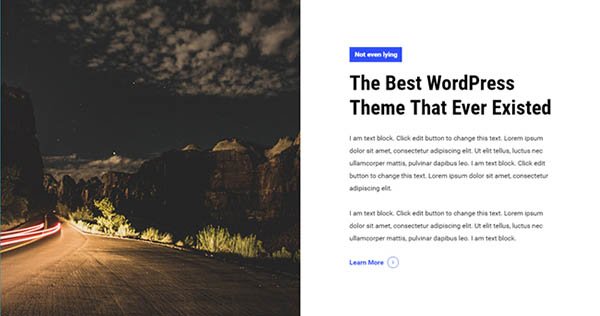 Not even lying
The Best WordPress
Theme That Ever Existed
I am text block. Click edit button to change this text. Lorem ipsum
dolor sit amet, consectetur adipiscing elit. Ut elit tellus, luctus nec
ullamcorper mattis, pulvinar dapibus leo. I am text block. Click edit
button to change this text. Lorem ipsum dolor sit amet, consectetur
adipiscing elit.
I am text block. Click edit button to change this text. Lorem ipsum
dolor sit amet, consectetur adipiscing elit. Ut elit tellus, luctus nec
ullamcorper mattis, pulvinar dapibus leo. I am text block.
Learn More